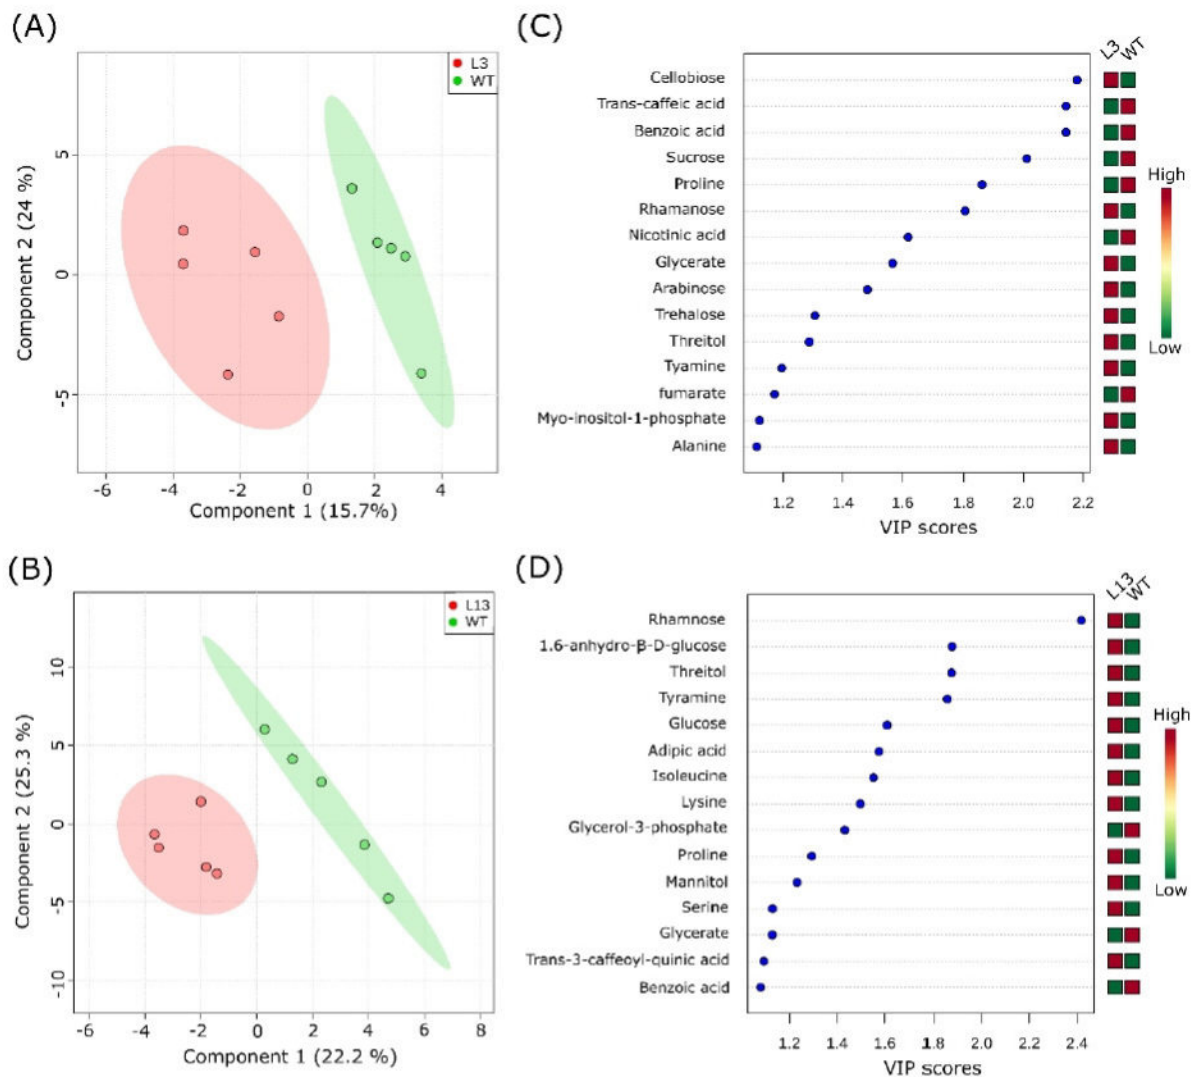 (A)
L3
WT
Component 2 (24 %)
5
0
-5
-6
-4
-2
0
2
4
Component 1 (15.7%)
(C)
L3
WT
Cellobiose
Trans-caffeic acid
Benzoic acid
Sucrose
Proline
Rhamanose
Nicotinic acid
Glycerate
Arabinose
Trehalose
Threitol
Tyamine
fumarate
Myo-inositol-1-phosphate
Alanine
1.2
1.4
1.6
1.8
2.0
2.2
VIP scores
High
Low
(B)
L13
WT
Component 2 (25.3 %)
10
5
0
-5
-10
-6
-4
-2
0
2
4
6
8
Component 1 (22.2 %)
(D)
L13
WT
Rhamnose
1.6-anhydro-β-D-glucose
Threitol
Tyramine
Glucose
Adipic acid
Isoleucine
Lysine
Glycerol-3-phosphate
Proline
Mannitol
Serine
Glycerate
Trans-3-caffeoyl-quinic acid
Benzoic acid
1.2
1.4
1.6
1.8
2.0
2.2
2.4
VIP scores
High
Low